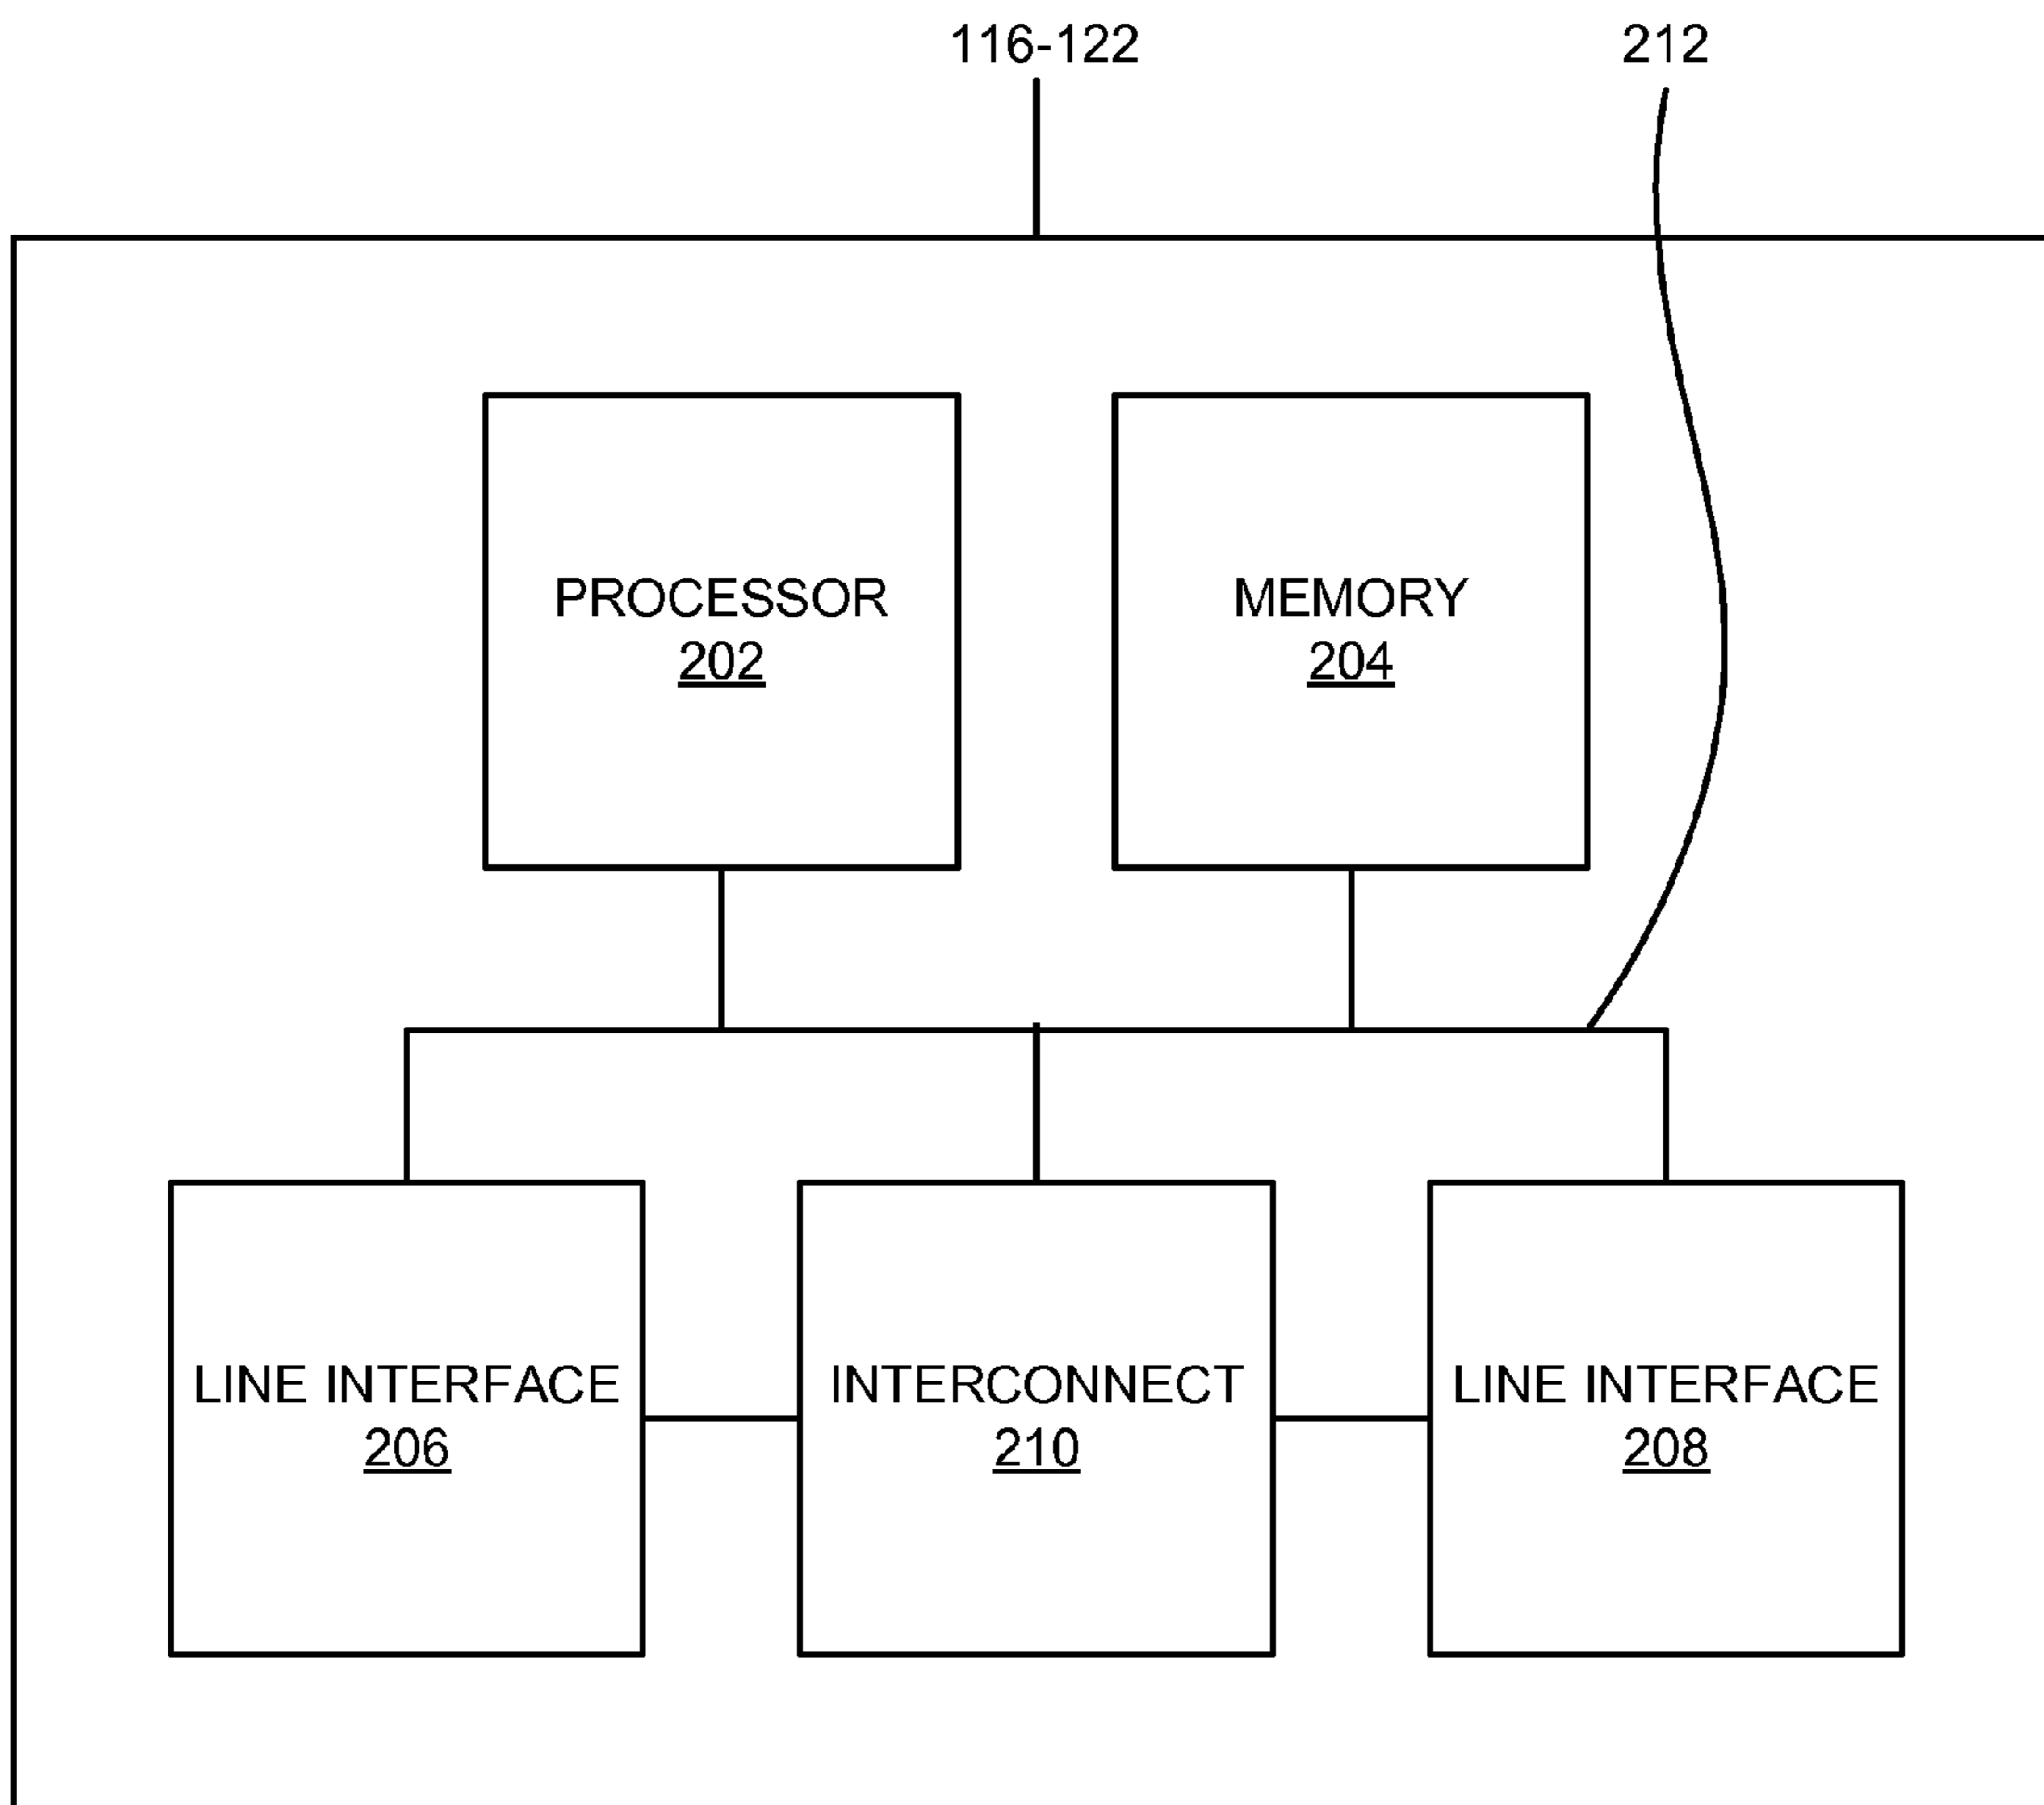 116-122
212
PROCESSOR
202
MEMORY
204
LINE INTERFACE
206
INTERCONNECT
210
LINE INTERFACE
208